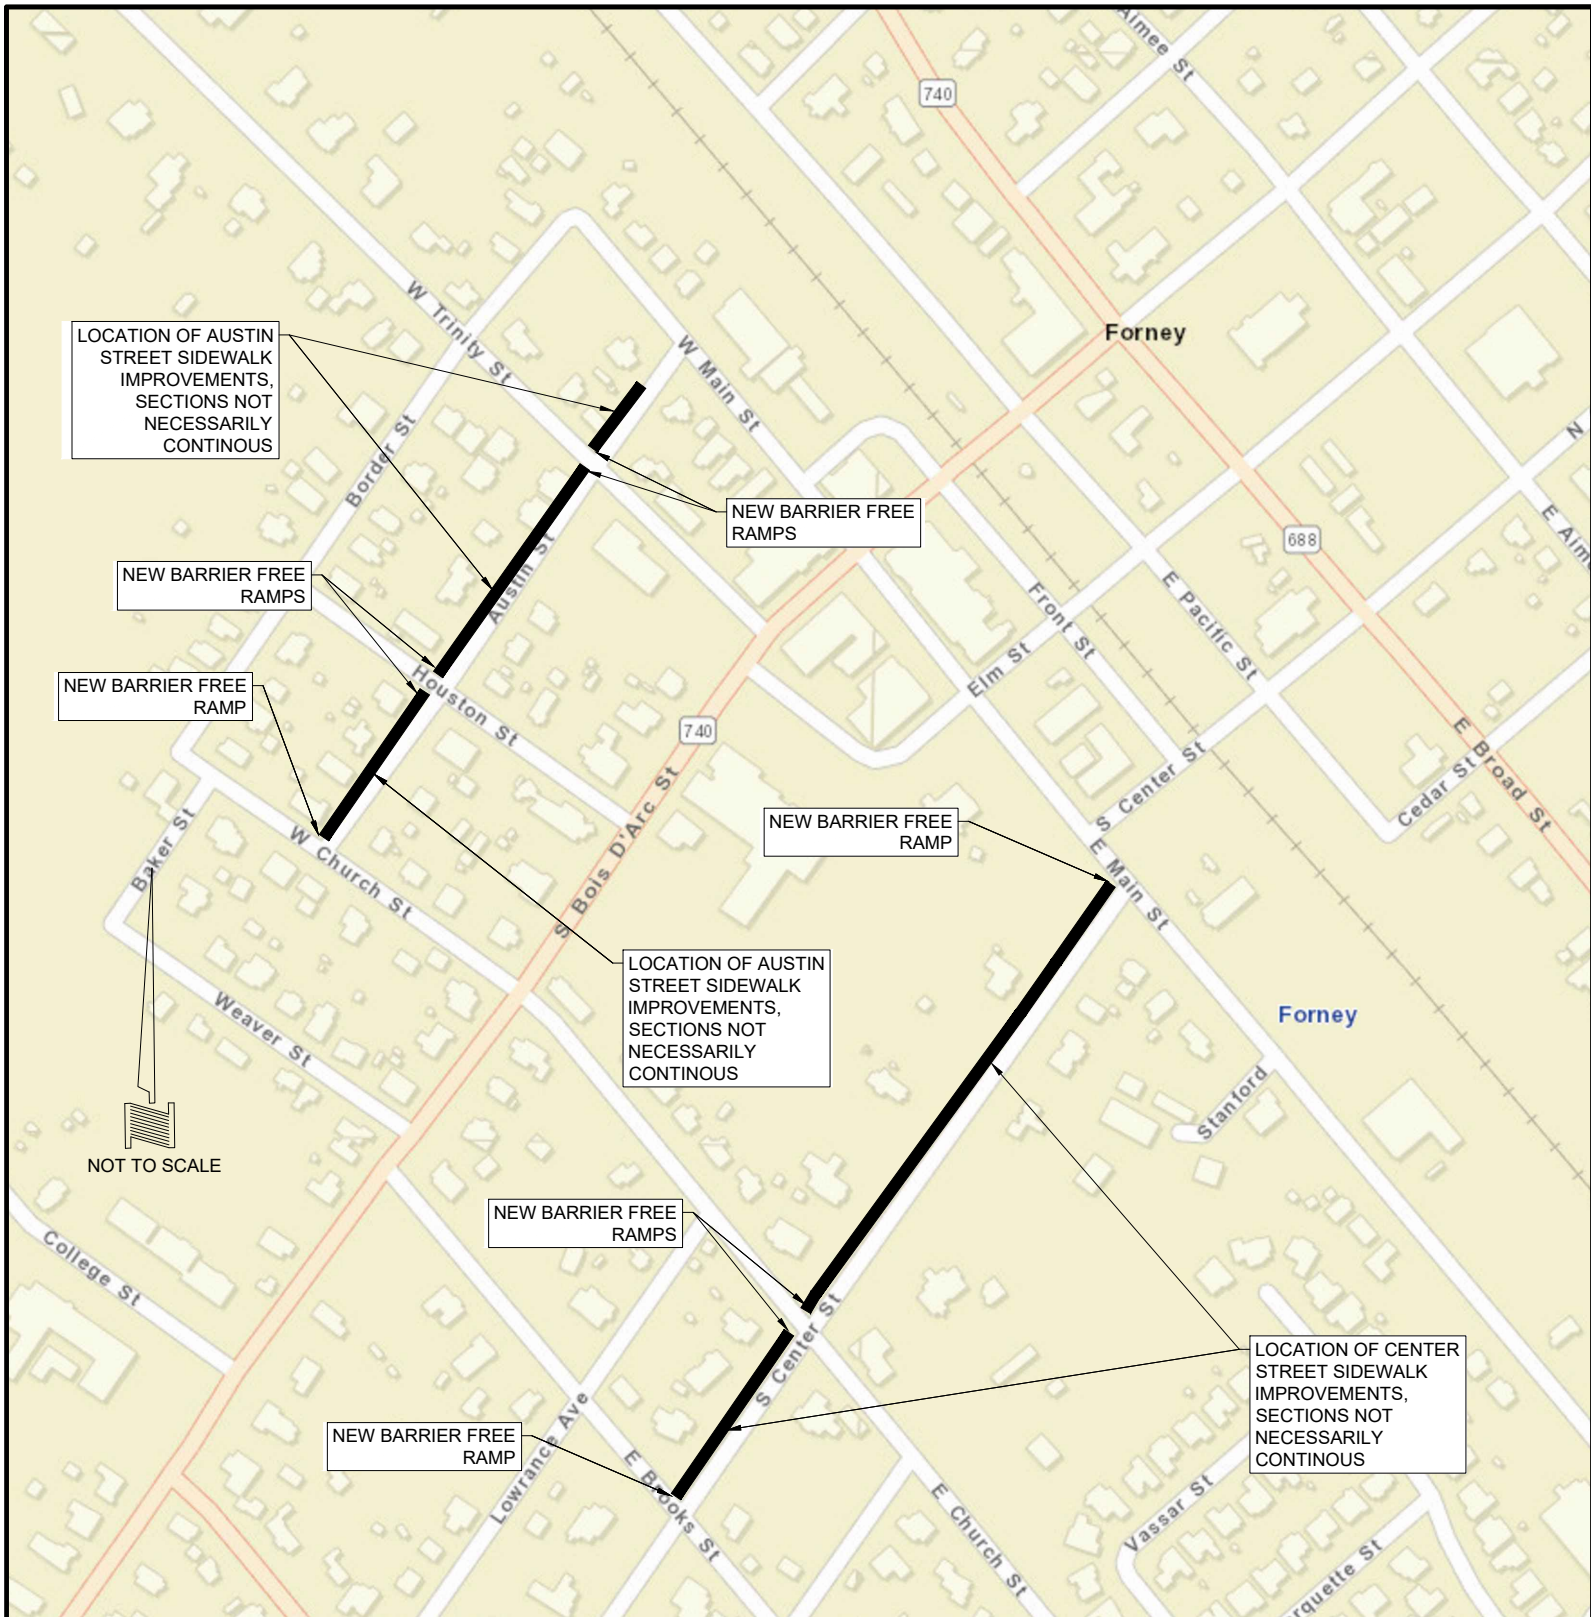 Aimee St
740
W Trinity St
Forney
LOCATION OF AUSTIN
STREET SIDEWALK
IMPROVEMENTS,
SECTIONS NOT
NECESSARILY
CONTINOUS
W Main St
Border St
N
NEW BARRIER FREE
RAMPS
E Aim
688
Austin St
NEW BARRIER FREE
RAMPS
Front St
E Pacific St
Elm St
Houston St
NEW BARRIER FREE
RAMP
740
S Center St
E Broad St
Cedar St
S Bois D'Arc St
NEW BARRIER FREE
RAMP
Baker St
W Church St
E Main St
LOCATION OF AUSTIN
STREET SIDEWALK
IMPROVEMENTS,
SECTIONS NOT
NECESSARILY
CONTINOUS
Forney
Weaver St
Stanford
NOT TO SCALE
NEW BARRIER FREE
RAMPS
College St
S Center St
LOCATION OF CENTER
STREET SIDEWALK
IMPROVEMENTS,
SECTIONS NOT
NECESSARILY
CONTINOUS
NEW BARRIER FREE
RAMP
Lowrance Ave
E Brooks St
E Church St
Vassar St
rquette St